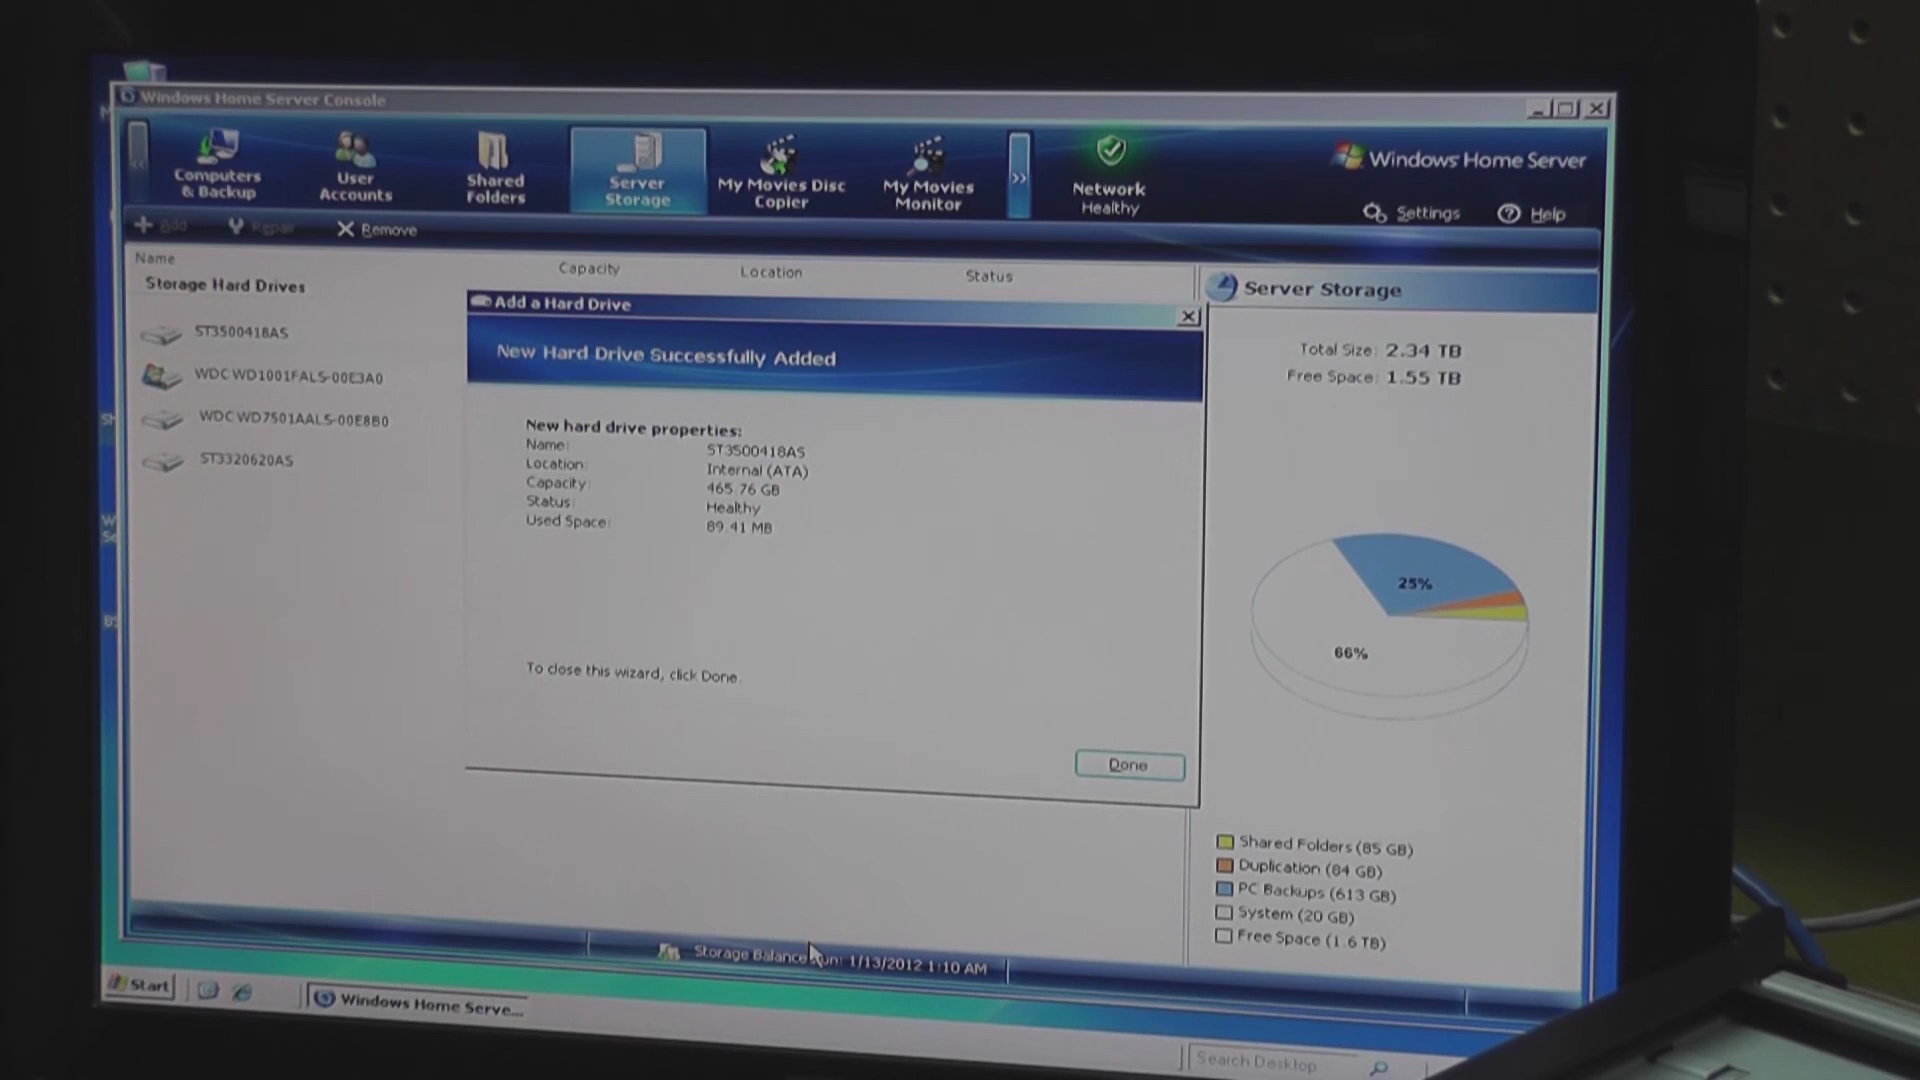 Windows Home Server Console
Computers & Backup
User Accounts
Shared Folders
Server Storage
My Movies Disc Copier
My Movies Monitor
>>
Network Healthy
Windows Home Server
Settings
Help
Add
Repair
Remove
Name
Capacity
Location
Status
Storage Hard Drives
ST3500418AS
WDC WD1001FALS-00E3A0
WDC WD7501AALS-00E8B0
ST3320620AS
Add a Hard Drive
New Hard Drive Successfully Added
New hard drive properties:
Name: ST3500418AS
Location: Internal (ATA)
Capacity: 465.76 GB
Status: Healthy
Used Space: 89.41 MB
To close this wizard, click Done.
Done
Server Storage
Total Size: 2.34 TB
Free Space: 1.55 TB
25%
66%
Shared Folders (85 GB)
Duplication (84 GB)
PC Backups (613 GB)
System (20 GB)
Free Space (1.6 TB)
Storage Balance 1/13/2012 1:10 AM
Start
Windows Home Serve...
Search Desktop